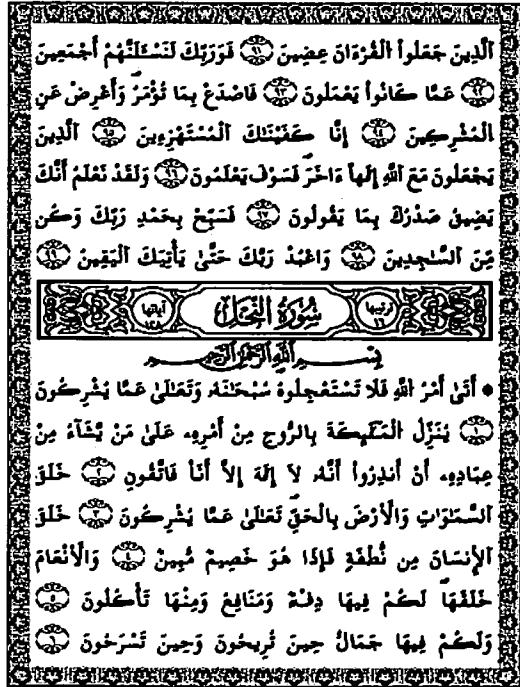 الَّذِينَ جَعَلُوا الْقُرْءَانَ عِضِينَ ٩١ فَوَرَبِّكَ لَنَسْـَٔلَنَّهُمْ أَجْمَعِينَ
٩٢ عَمَّا كَانُوا يَعْمَلُونَ ٩٣ فَاصْدَعْ بِمَا تُؤْمَرُ وَأَعْرِضْ عَنِ
الْمُشْرِكِينَ ٩٤ إِنَّا كَفَيْنَٰكَ الْمُسْتَهْزِءِينَ ٩٥ الَّذِينَ
يَجْعَلُونَ مَعَ اللَّهِ إِلَٰهًا ءَاخَرَ فَسَوْفَ يَعْلَمُونَ ٩٦ وَلَقَدْ نَعْلَمُ أَنَّكَ
يَضِيقُ صَدْرُكَ بِمَا يَقُولُونَ ٩٧ فَسَبِّحْ بِحَمْدِ رَبِّكَ وَكُن
مِّنَ السَّٰجِدِينَ ٩٨ وَاعْبُدْ رَبَّكَ حَتَّىٰ يَأْتِيَكَ الْيَقِينُ ٩٩
ترتيبها ١٦ سُورَةُ النَّحْلِ آياتها ١٢٨
بِسْمِ اللَّهِ الرَّحْمَٰنِ الرَّحِيمِ
أَتَىٰ أَمْرُ اللَّهِ فَلَا تَسْتَعْجِلُوهُ سُبْحَٰنَهُۥ وَتَعَٰلَىٰ عَمَّا يُشْرِكُونَ
١ يُنَزِّلُ الْمَلَٰٓئِكَةَ بِالرُّوحِ مِنْ أَمْرِهِۦ عَلَىٰ مَنْ يَّشَآءُ مِنْ
عِبَادِهِۦ أَنْ أَنذِرُوا أَنَّهُۥ لَا إِلَٰهَ إِلَّا أَنَا فَاتَّقُونِ ٢ خَلَقَ
السَّمَٰوَٰتِ وَالْأَرْضَ بِالْحَقِّ تَعَٰلَىٰ عَمَّا يُشْرِكُونَ ٣ خَلَقَ
الْإِنسَٰنَ مِن نُّطْفَةٍ فَإِذَا هُوَ خَصِيمٌ مُّبِينٌ ٤ وَالْأَنْعَٰمَ
خَلَقَهَا لَكُمْ فِيهَا دِفْءٌ وَمَنَٰفِعُ وَمِنْهَا تَأْكُلُونَ ٥
وَلَكُمْ فِيهَا جَمَالٌ حِينَ تُرِيحُونَ وَحِينَ تَسْرَحُونَ ٦